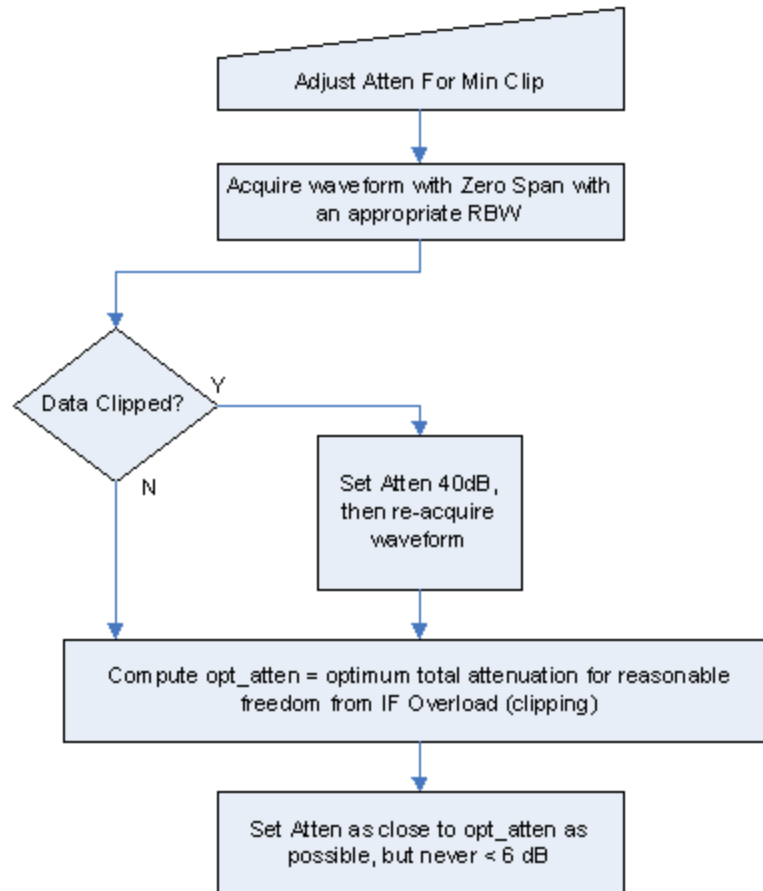 Adjust Atten For Min Clip
Acquire waveform with Zero Span with
an appropriate RBW
Data Clipped?
Y
N
Set Atten 40dB,
then re-acquire
waveform
Compute opt_atten = optimum total attenuation for reasonable
freedom from IF Overload (clipping)
Set Atten as close to opt_atten as
possible, but never < 6 dB